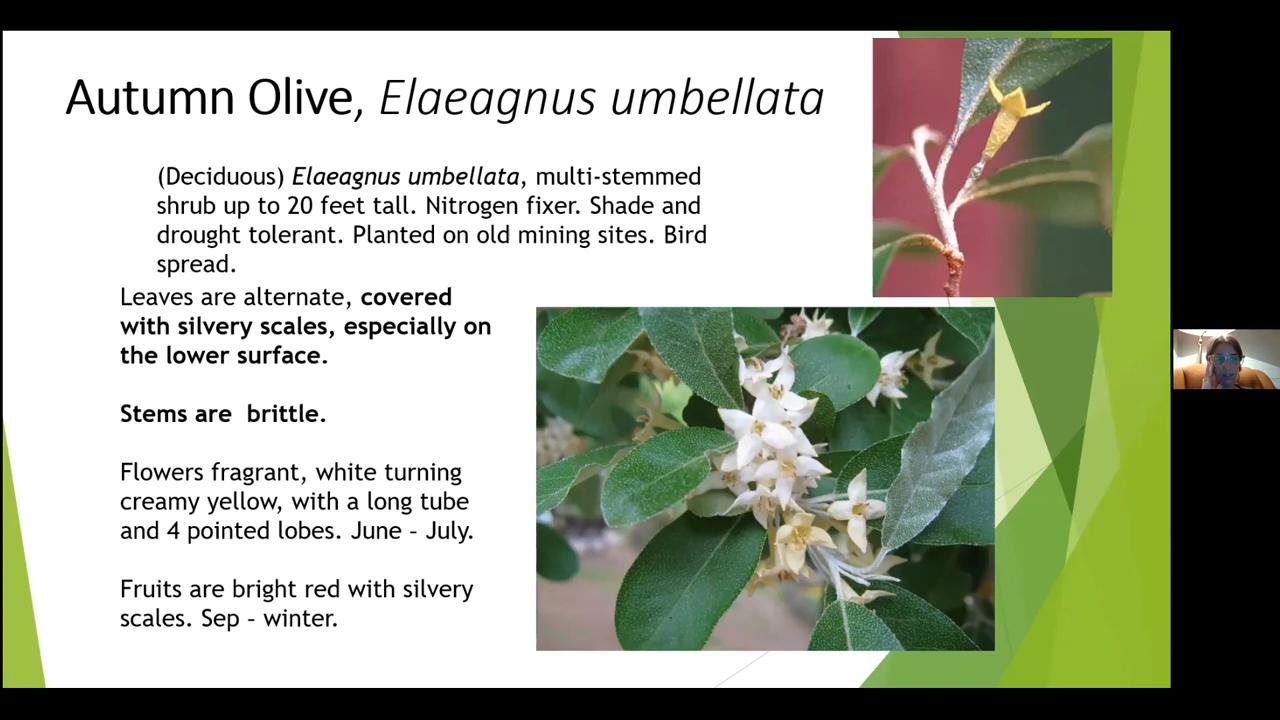 Autumn Olive, Elaeagnus umbellata
(Deciduous) Elaeagnus umbellata, multi-stemmed
shrub up to 20 feet tall. Nitrogen fixer. Shade and
drought tolerant. Planted on old mining sites. Bird
spread.
Leaves are alternate, covered
with silvery scales, especially on
the lower surface.
Stems are  brittle.
Flowers fragrant, white turning
creamy yellow, with a long tube
and 4 pointed lobes. June – July.
Fruits are bright red with silvery
scales. Sep – winter.